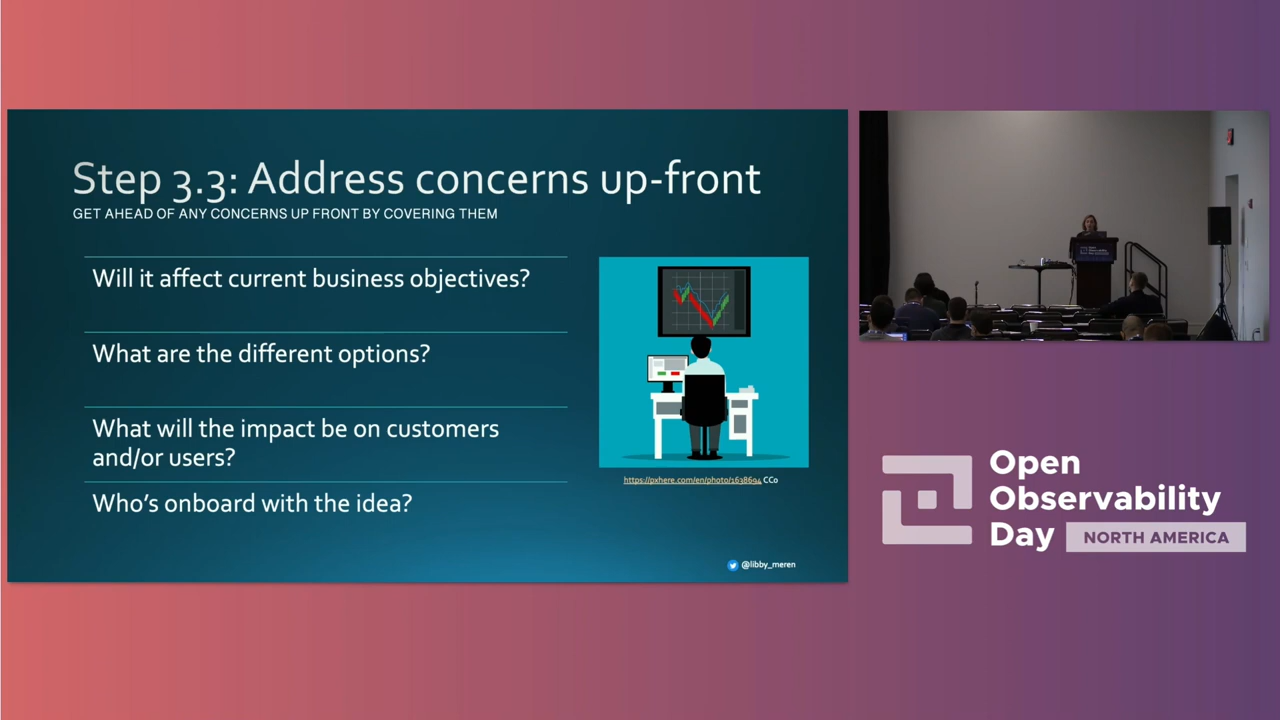 Step 3.3: Address concerns up-front
GET AHEAD OF ANY CONCERNS UP FRONT BY COVERING THEM
Will it affect current business objectives?
What are the different options?
What will the impact be on customers
and/or users?
Who's onboard with the idea?
https://pxhere.com/en/photo/1638694 CC0
@libby_meren
Open
Observability
Day NORTH AMERICA